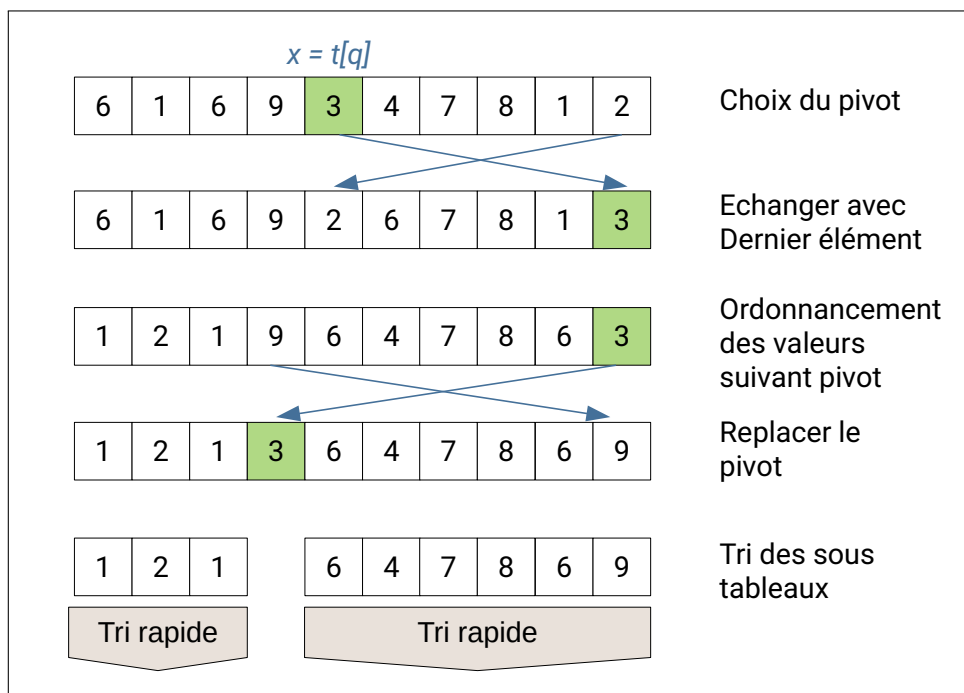 x = t[q]
6 1 6 9 3 4 7 8 1 2
Choix du pivot
6 1 6 9 2 6 7 8 1 3
Echanger avec
Dernier élément
1 2 1 9 6 4 7 8 6 3
Ordonnancement
des valeurs
suivant pivot
1 2 1 3 6 4 7 8 6 9
Replacer le
pivot
1 2 1 6 4 7 8 6 9
Tri des sous
tableaux
Tri rapide Tri rapide